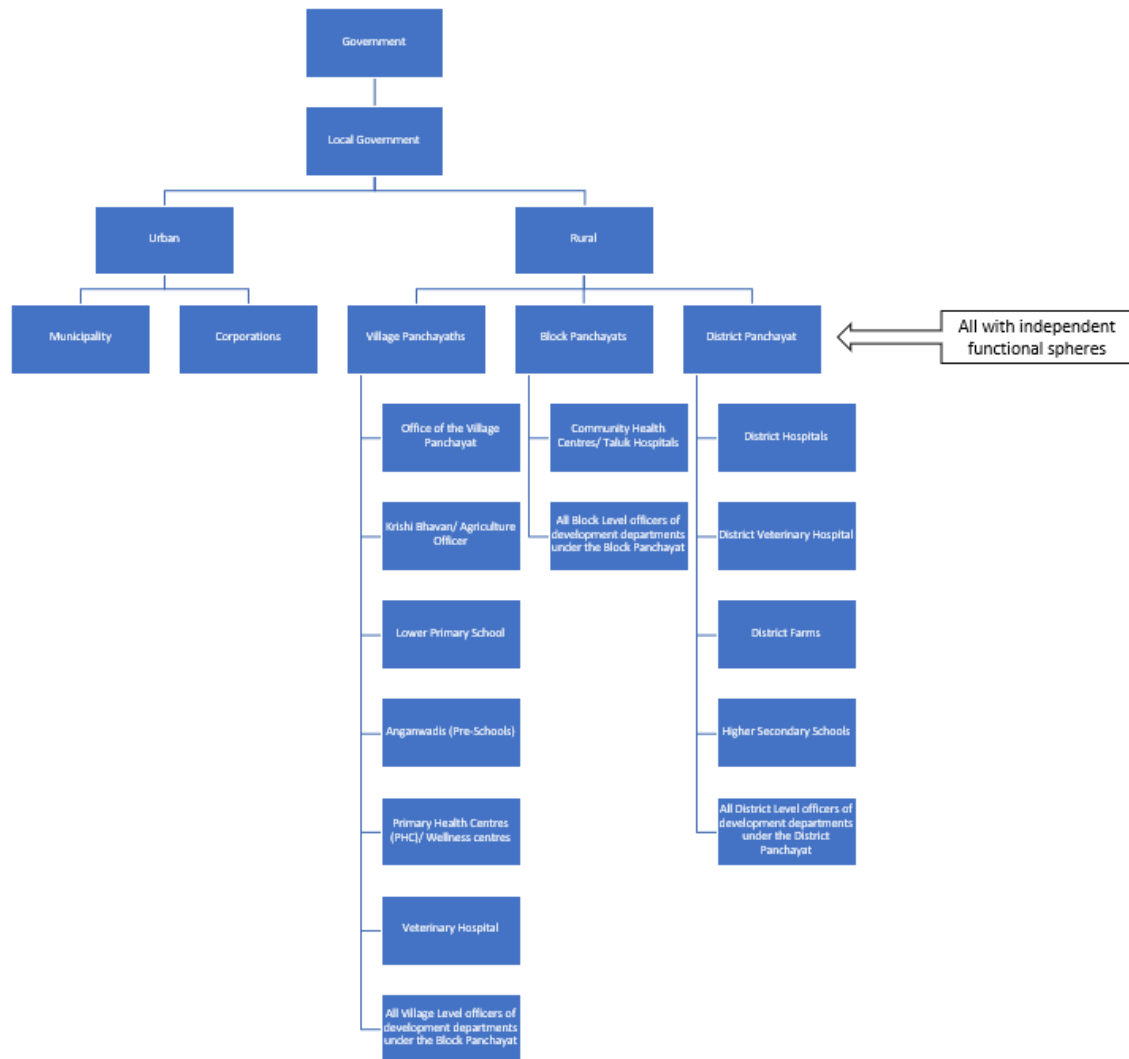 Government
Local Government
Urban
Rural
Municipality
Corporations
Village Panchayaths
Block Panchayats
District Panchayat
All with independent
functional spheres
Office of the Village
Panchayat
Community Health
Centres/ Taluk Hospitals
District Hospitals
Krishi Bhavan/ Agriculture
Officer
All Block Level officers of
development departments
under the Block Panchayat
District Veterinary Hospital
Lower Primary School
District Farms
Anganwadis (Pre-Schools)
Higher Secondary Schools
Primary Health Centres
(PHC)/ Wellness centres
All District Level officers of
development departments
under the District
Panchayat
Veterinary Hospital
All Village Level officers of
development departments
under the Block Panchayat